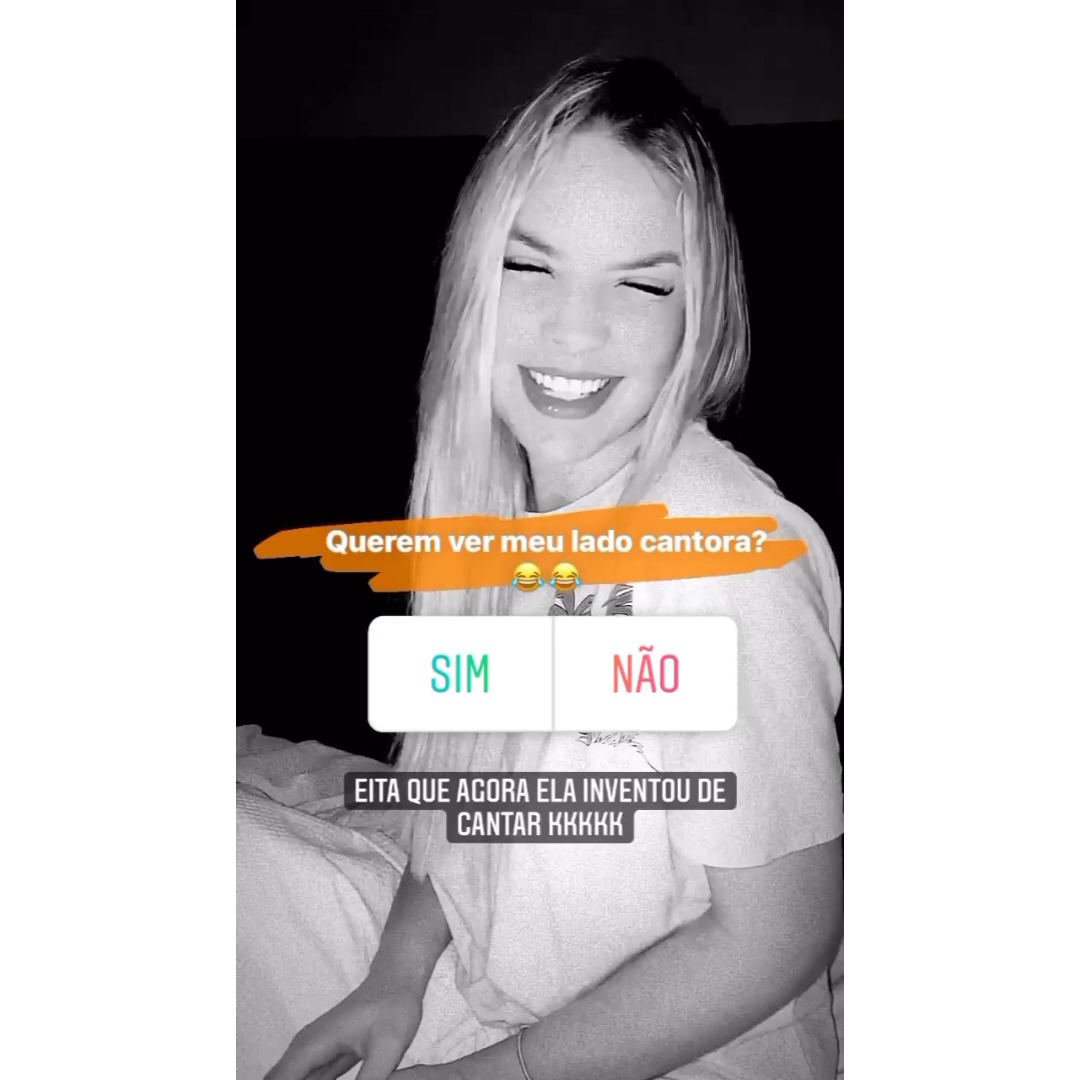 Querem ver meu lado cantora?
😂😂
SIM
NÃO
EITA QUE AGORA ELA INVENTOU DE
CANTAR KKKKK